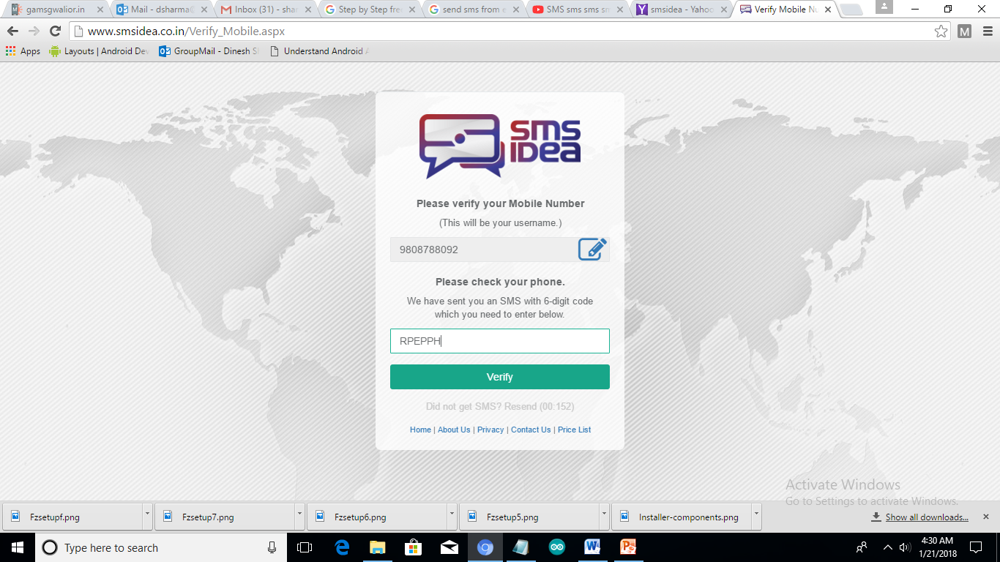 gamsgwalior.in
Mail - dsharma@
Inbox (31) - sha
Step by Step fre
send sms from e
SMS sms sms sm
smsidea - Yahoo
Verify Mobile Nu
www.smsidea.co.in/Verify_Mobile.aspx
M
Apps
Layouts | Android Dev
GroupMail - Dinesh S
Understand Android A
sms
IDea
Please verify your Mobile Number
(This will be your username.)
9808788092
Please check your phone.
We have sent you an SMS with 6-digit code
which you need to enter below.
RPEPPH
Verify
Did not get SMS? Resend (00:152)
Home | About Us | Privacy | Contact Us | Price List
Activate Windows
Go to Settings to activate Windows.
Fzsetupf.png
Fzsetup7.png
Fzsetup6.png
Fzsetup5.png
Installer-components.png
Show all downloads...
Type here to search
4:30 AM
1/21/2018